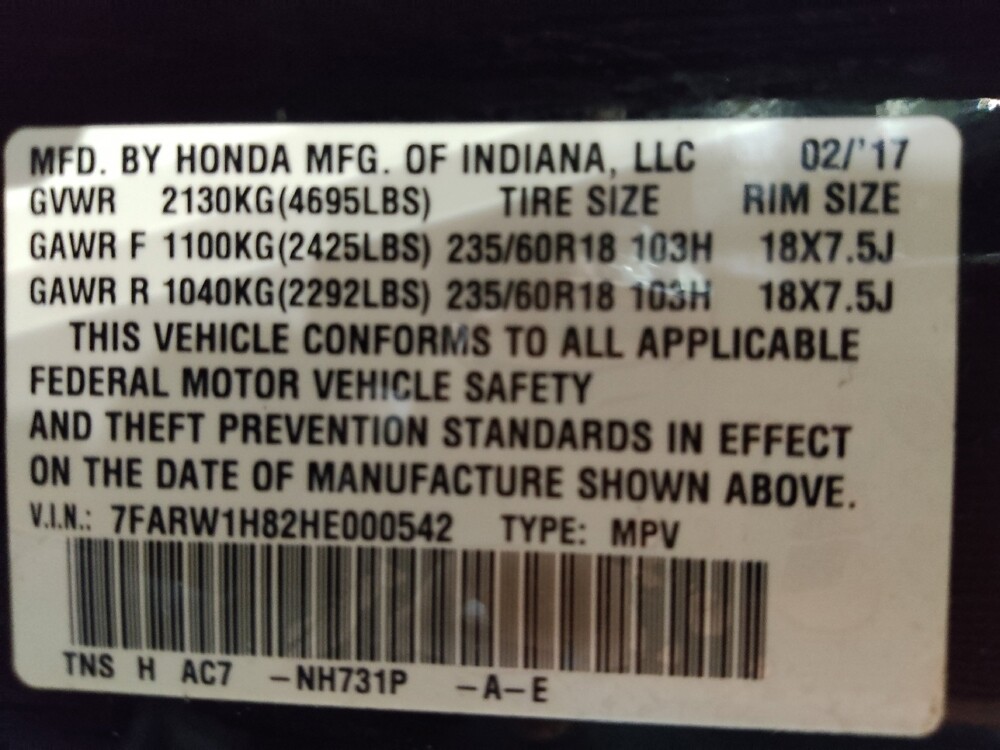 MFD. BY HONDA MFG. OF INDIANA, LLC 02/'17
GVWR 2130KG(4695LBS) TIRE SIZE RIM SIZE
GAWR F 1100KG(2425LBS) 235/60R18 103H 18X7.5J
GAWR R 1040KG(2292LBS) 235/60R18 103H 18X7.5J
THIS VEHICLE CONFORMS TO ALL APPLICABLE
FEDERAL MOTOR VEHICLE SAFETY
AND THEFT PREVENTION STANDARDS IN EFFECT
ON THE DATE OF MANUFACTURE SHOWN ABOVE.
V.I.N.: 7FARW1H82HE000542 TYPE: MPV
TNS H AC7 -NH731P -A-E